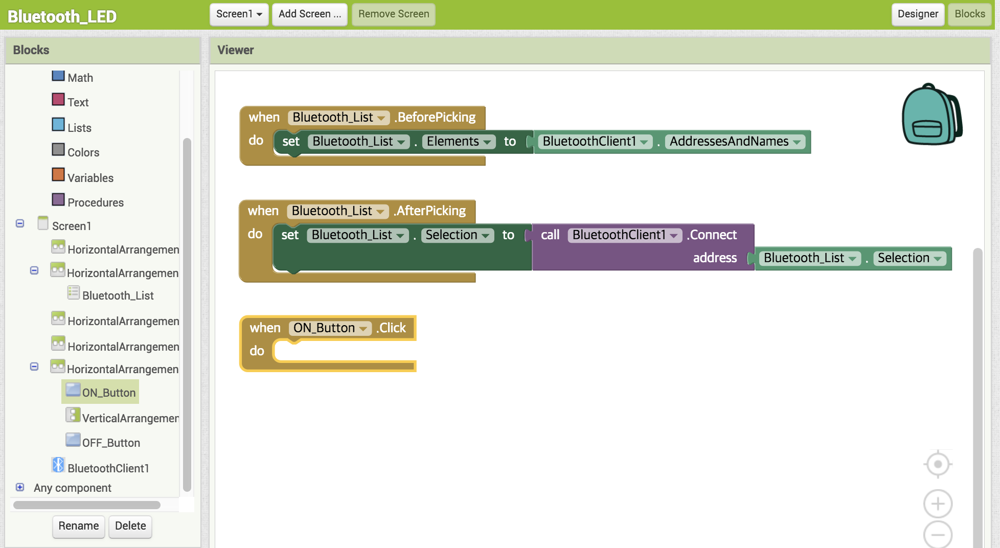 Bluetooth_LED
Screen1 Add Screen ... Remove Screen
Designer Blocks
Blocks
Math
Text
Lists
Colors
Variables
Procedures
Screen1
HorizontalArrangemen
HorizontalArrangemen
Bluetooth_List
HorizontalArrangemen
HorizontalArrangemen
HorizontalArrangemen
ON_Button
VerticalArrangemen
OFF_Button
BluetoothClient1
Any component
Rename Delete
Viewer
when Bluetooth_List .BeforePicking
do set Bluetooth_List . Elements to BluetoothClient1 . AddressesAndNames
when Bluetooth_List .AfterPicking
do set Bluetooth_List . Selection to call BluetoothClient1 .Connect
address Bluetooth_List . Selection
when ON_Button .Click
do